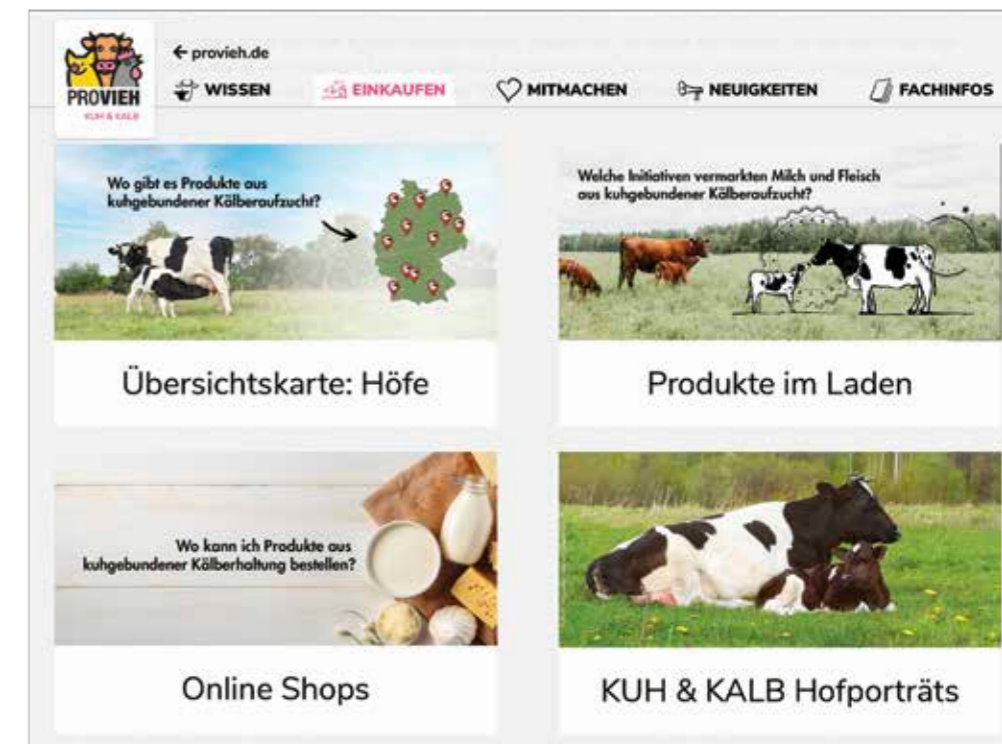 ← provieh.de
PROVIEH
KUH & KALB
WISSEN
EINKAUFEN
MITMACHEN
NEUIGKEITEN
FACHINFOS
Wo gibt es Produkte aus
kuhgebundener Kälberaufzucht?
Welche Initiativen vermarkten Milch und Fleisch
aus kuhgebundener Kälberaufzucht?
Übersichtskarte: Höfe
Produkte im Laden
Wo kann ich Produkte aus
kuhgebundener Kälberhaltung bestellen?
Online Shops
KUH & KALB Hofporträts